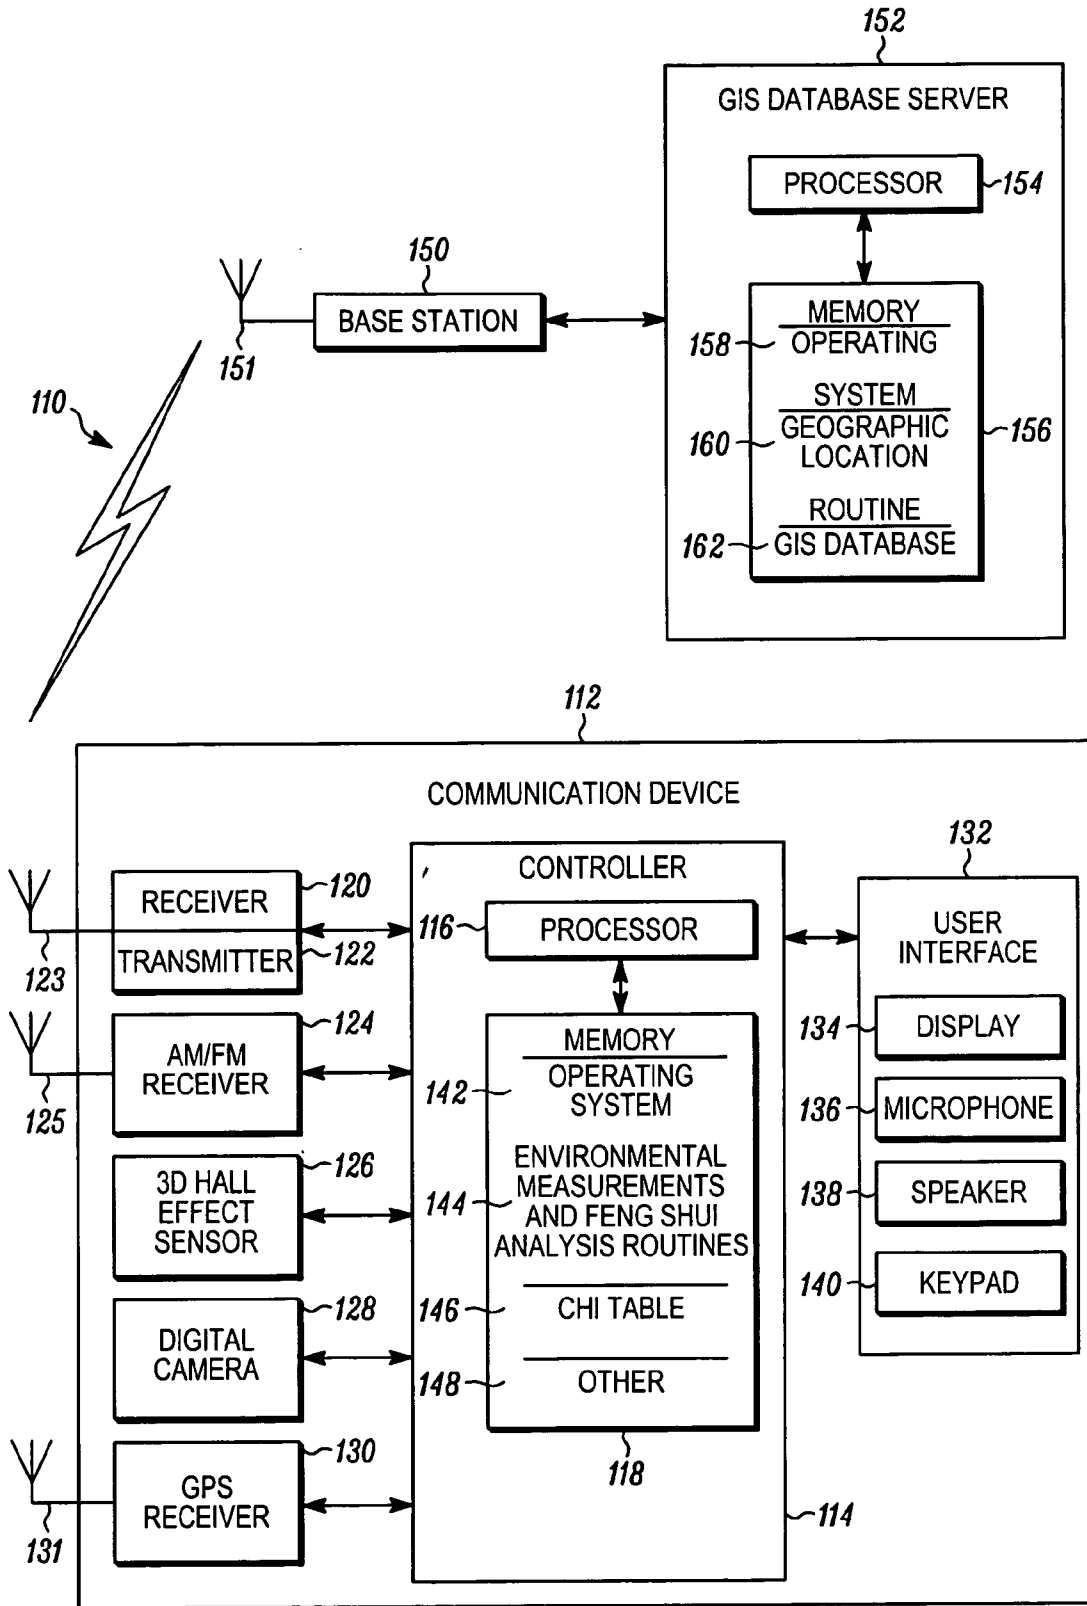 152
GIS DATABASE SERVER
PROCESSOR
154
150
BASE STATION
151
MEMORY
158
OPERATING
SYSTEM
160
GEOGRAPHIC
LOCATION
156
ROUTINE
162
GIS DATABASE
110
112
COMMUNICATION DEVICE
132
CONTROLLER
120
RECEIVER
116
PROCESSOR
USER
INTERFACE
TRANSMITTER
122
123
124
AM/FM
RECEIVER
125
MEMORY
142
OPERATING
SYSTEM
134
DISPLAY
136
MICROPHONE
126
3D HALL
EFFECT
SENSOR
144
ENVIRONMENTAL
MEASUREMENTS
AND FENG SHUI
ANALYSIS ROUTINES
138
SPEAKER
140
KEYPAD
128
DIGITAL
CAMERA
146
CHI TABLE
148
OTHER
118
130
GPS
RECEIVER
131
114